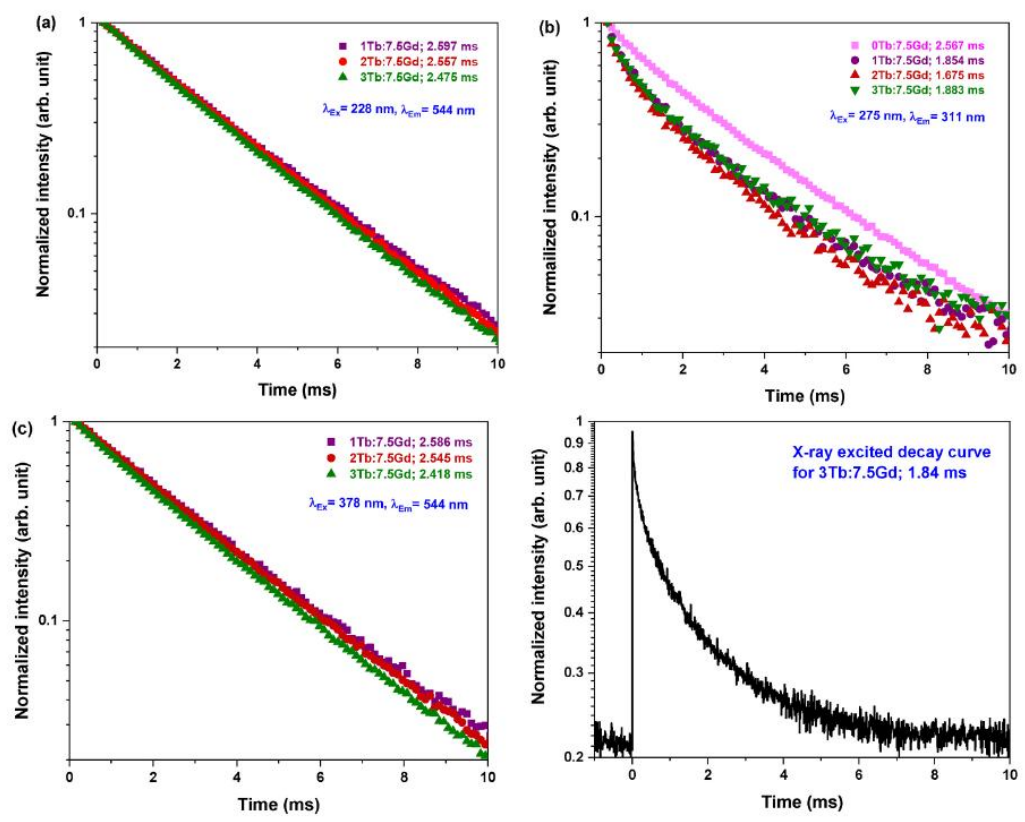 (a)
1Tb:7.5Gd; 2.597 ms
2Tb:7.5Gd; 2.557 ms
3Tb:7.5Gd; 2.475 ms
λEx= 228 nm, λEm= 544 nm
Normalized intensity (arb. unit)
1
0.1
0 2 4 6 8 10
Time (ms)
(b)
0Tb:7.5Gd; 2.567 ms
1Tb:7.5Gd; 1.854 ms
2Tb:7.5Gd; 1.675 ms
3Tb:7.5Gd; 1.883 ms
λEx= 275 nm, λEm= 311 nm
Normailized intensity (arb. unit)
1
0.1
0 2 4 6 8 10
Time (ms)
(c)
1Tb:7.5Gd; 2.586 ms
2Tb:7.5Gd; 2.545 ms
3Tb:7.5Gd; 2.418 ms
λEx= 378 nm, λEm= 544 nm
Normalized intensity (arb. unit)
1
0.1
0 2 4 6 8 10
Time (ms)
X-ray excited decay curve
for 3Tb:7.5Gd; 1.84 ms
Normalized intensity (arb. unit)
1
0.9
0.8
0.7
0.6
0.5
0.4
0.3
0.2
0 2 4 6 8 10
Time (ms)